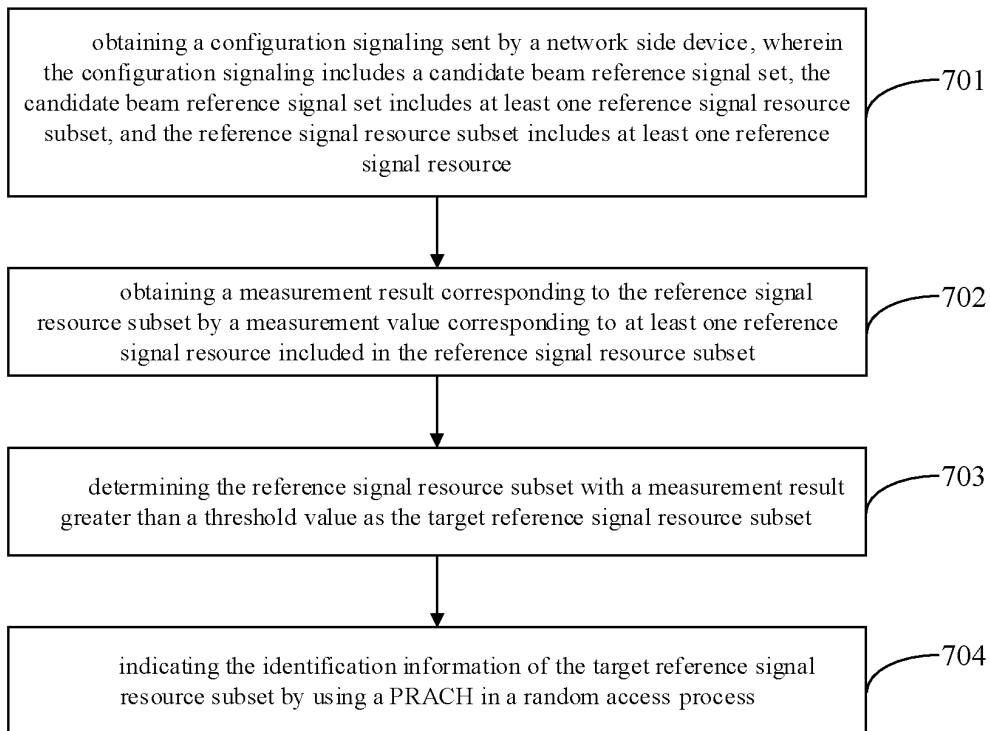 obtaining a configuration signaling sent by a network side device, wherein
the configuration signaling includes a candidate beam reference signal set, the
candidate beam reference signal set includes at least one reference signal resource
subset, and the reference signal resource subset includes at least one reference
signal resource
701
obtaining a measurement result corresponding to the reference signal
resource subset by a measurement value corresponding to at least one reference
signal resource included in the reference signal resource subset
702
determining the reference signal resource subset with a measurement result
greater than a threshold value as the target reference signal resource subset
703
indicating the identification information of the target reference signal
resource subset by using a PRACH in a random access process
704